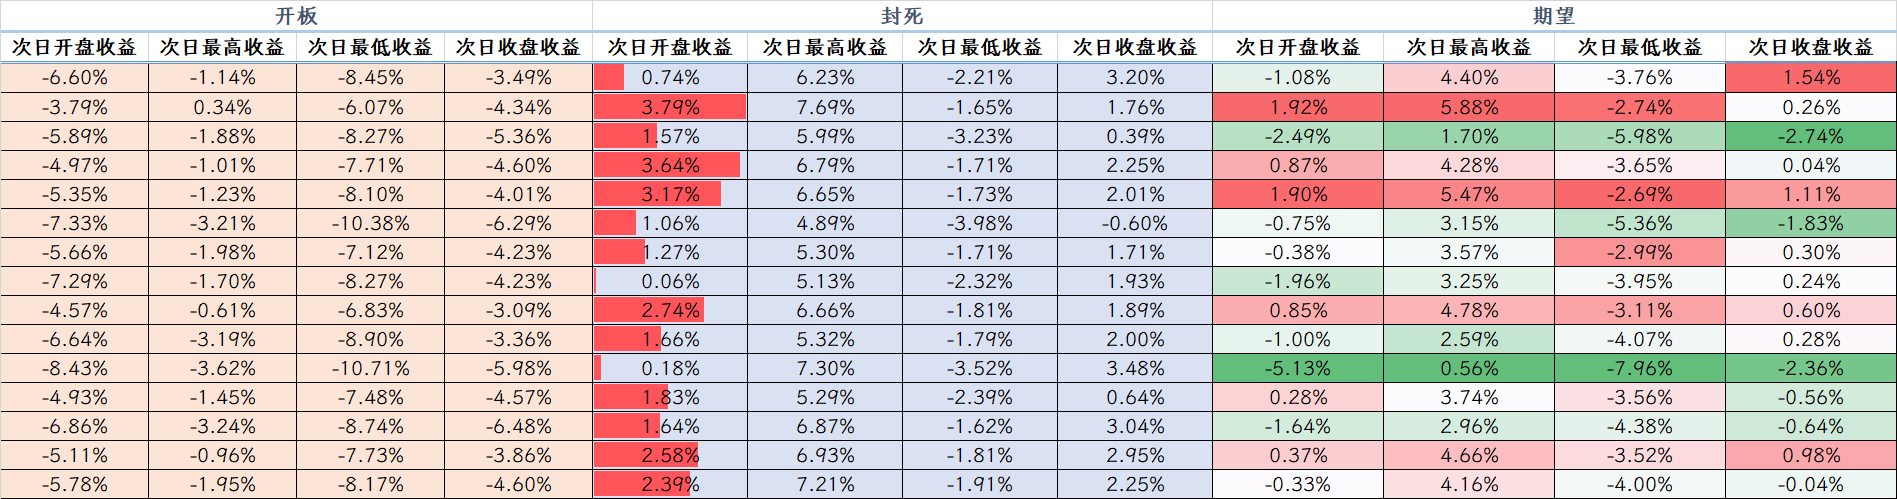 开板 封死 期望
次日开盘收益 次日最高收益 次日最低收益 次日收盘收益 次日开盘收益 次日最高收益 次日最低收益 次日收盘收益 次日开盘收益 次日最高收益 次日最低收益 次日收盘收益
-6.60% -1.14% -8.45% -3.49% 0.74% 6.23% -2.21% 3.20% -1.08% 4.40% -3.76% 1.54%
-3.79% 0.34% -6.07% -4.34% 3.79% 7.69% -1.65% 1.76% 1.92% 5.88% -2.74% 0.26%
-5.89% -1.88% -8.27% -5.36% 1.57% 5.99% -3.23% 0.39% -2.49% 1.70% -5.98% -2.74%
-4.97% -1.01% -7.71% -4.60% 3.64% 6.79% -1.71% 2.25% 0.87% 4.28% -3.65% 0.04%
-5.35% -1.23% -8.10% -4.01% 3.17% 6.65% -1.73% 2.01% 1.90% 5.47% -2.69% 1.11%
-7.33% -3.21% -10.38% -6.29% 1.06% 4.89% -3.98% -0.60% -0.75% 3.15% -5.36% -1.83%
-5.66% -1.98% -7.12% -4.23% 1.27% 5.30% -1.71% 1.71% -0.38% 3.57% -2.99% 0.30%
-7.29% -1.70% -8.27% -4.23% 0.06% 5.13% -2.32% 1.93% -1.96% 3.25% -3.95% 0.24%
-4.57% -0.61% -6.83% -3.09% 2.74% 6.66% -1.81% 1.89% 0.85% 4.78% -3.11% 0.60%
-6.64% -3.19% -8.90% -3.36% 1.66% 5.32% -1.79% 2.00% -1.00% 2.59% -4.07% 0.28%
-8.43% -3.62% -10.71% -5.98% 0.18% 7.30% -3.52% 3.48% -5.13% 0.56% -7.96% -2.36%
-4.93% -1.45% -7.48% -4.57% 1.83% 5.29% -2.39% 0.64% 0.28% 3.74% -3.56% -0.56%
-6.86% -3.24% -8.74% -6.48% 1.64% 6.87% -1.62% 3.04% -1.64% 2.96% -4.38% -0.64%
-5.11% -0.96% -7.73% -3.86% 2.58% 6.93% -1.81% 2.95% 0.37% 4.66% -3.52% 0.98%
-5.78% -1.95% -8.17% -4.60% 2.39% 7.21% -1.91% 2.25% -0.33% 4.16% -4.00% -0.04%